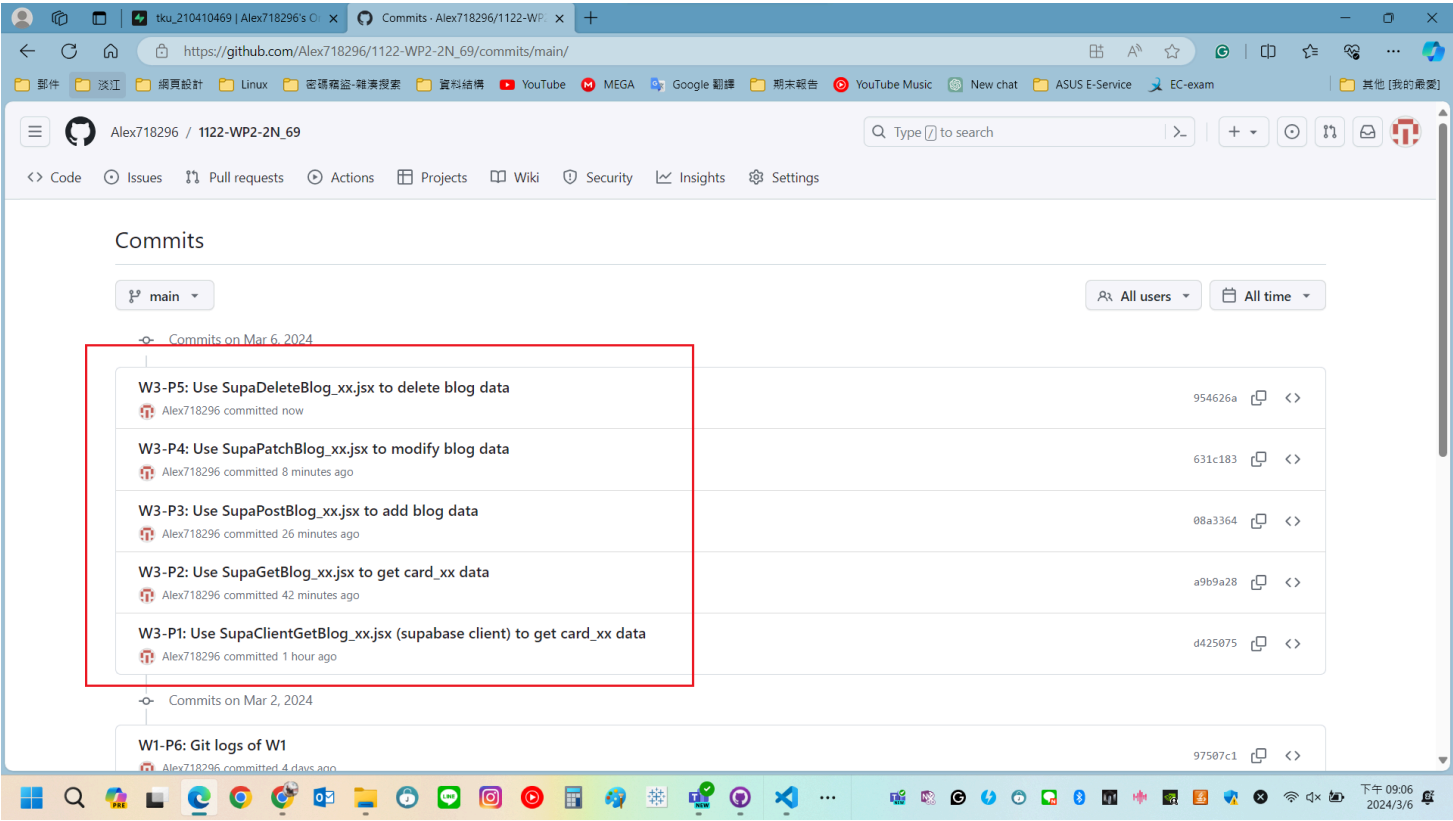 tku_210410469 | Alex718296's O
Commits · Alex718296/1122-WP2
https://github.com/Alex718296/1122-WP2-2N_69/commits/main/
郵件
淡江
網頁設計
Linux
密碼竊盜-雜湊搜索
資料結構
YouTube
MEGA
Google 翻譯
期末報告
YouTube Music
New chat
ASUS E-Service
EC-exam
其他 [我的最愛]
Alex718296 / 1122-WP2-2N_69
Type / to search
Code
Issues
Pull requests
Actions
Projects
Wiki
Security
Insights
Settings
Commits
main
All users
All time
Commits on Mar 6, 2024
W3-P5: Use SupaDeleteBlog_xx.jsx to delete blog data
Alex718296 committed now
954626a
W3-P4: Use SupaPatchBlog_xx.jsx to modify blog data
Alex718296 committed 8 minutes ago
631c183
W3-P3: Use SupaPostBlog_xx.jsx to add blog data
Alex718296 committed 26 minutes ago
08a3364
W3-P2: Use SupaGetBlog_xx.jsx to get card_xx data
Alex718296 committed 42 minutes ago
a9b9a28
W3-P1: Use SupaClientGetBlog_xx.jsx (supabase client) to get card_xx data
Alex718296 committed 1 hour ago
d425075
Commits on Mar 2, 2024
W1-P6: Git logs of W1
Alex718296 committed 4 days ago
97507c1
下午 09:06
2024/3/6